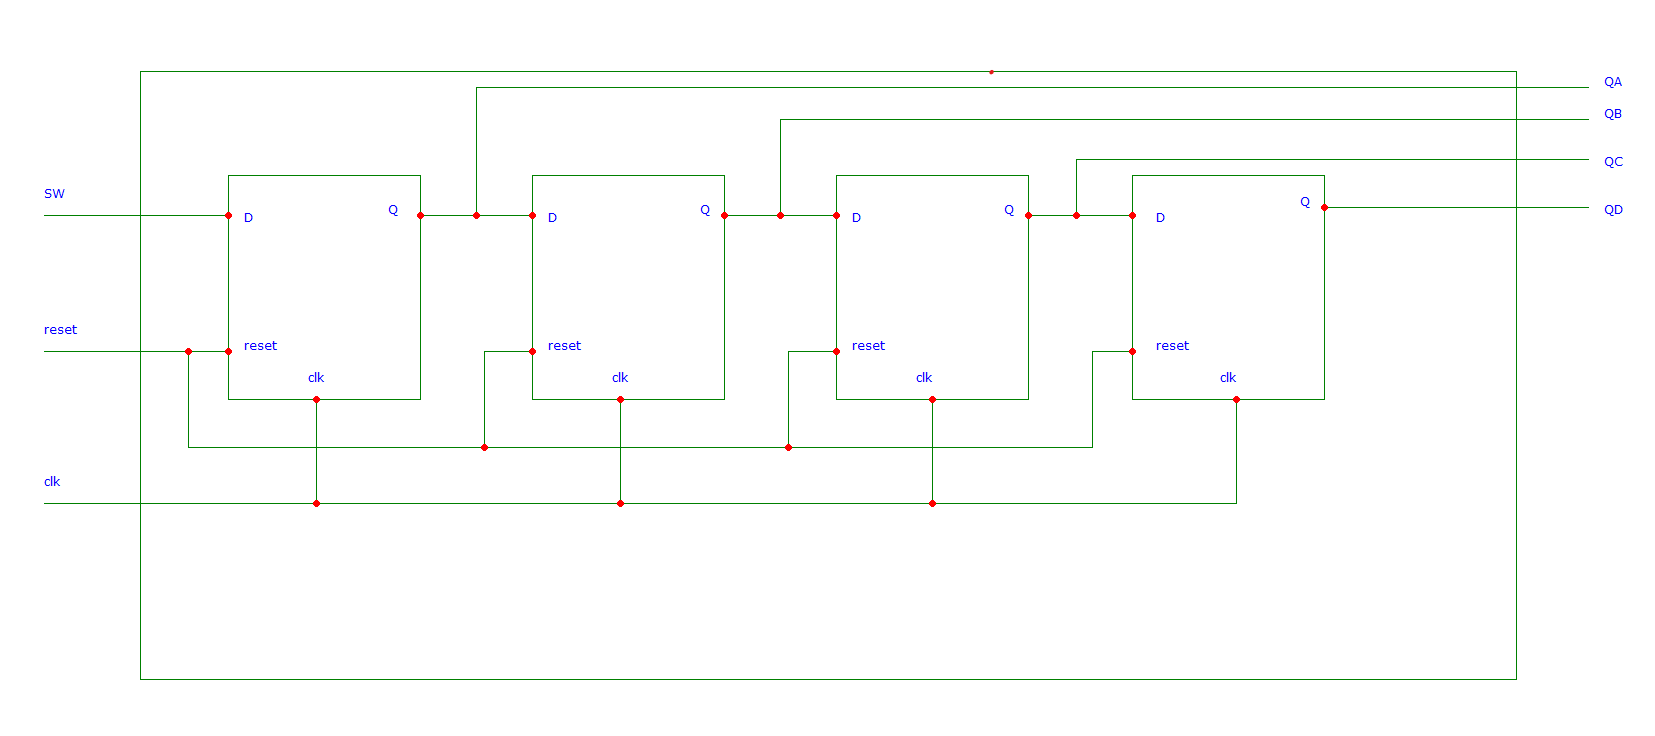 QA
QB
QC
SW
D
Q
D
Q
D
Q
D
Q
QD
reset
reset
reset
reset
reset
clk
clk
clk
clk
clk